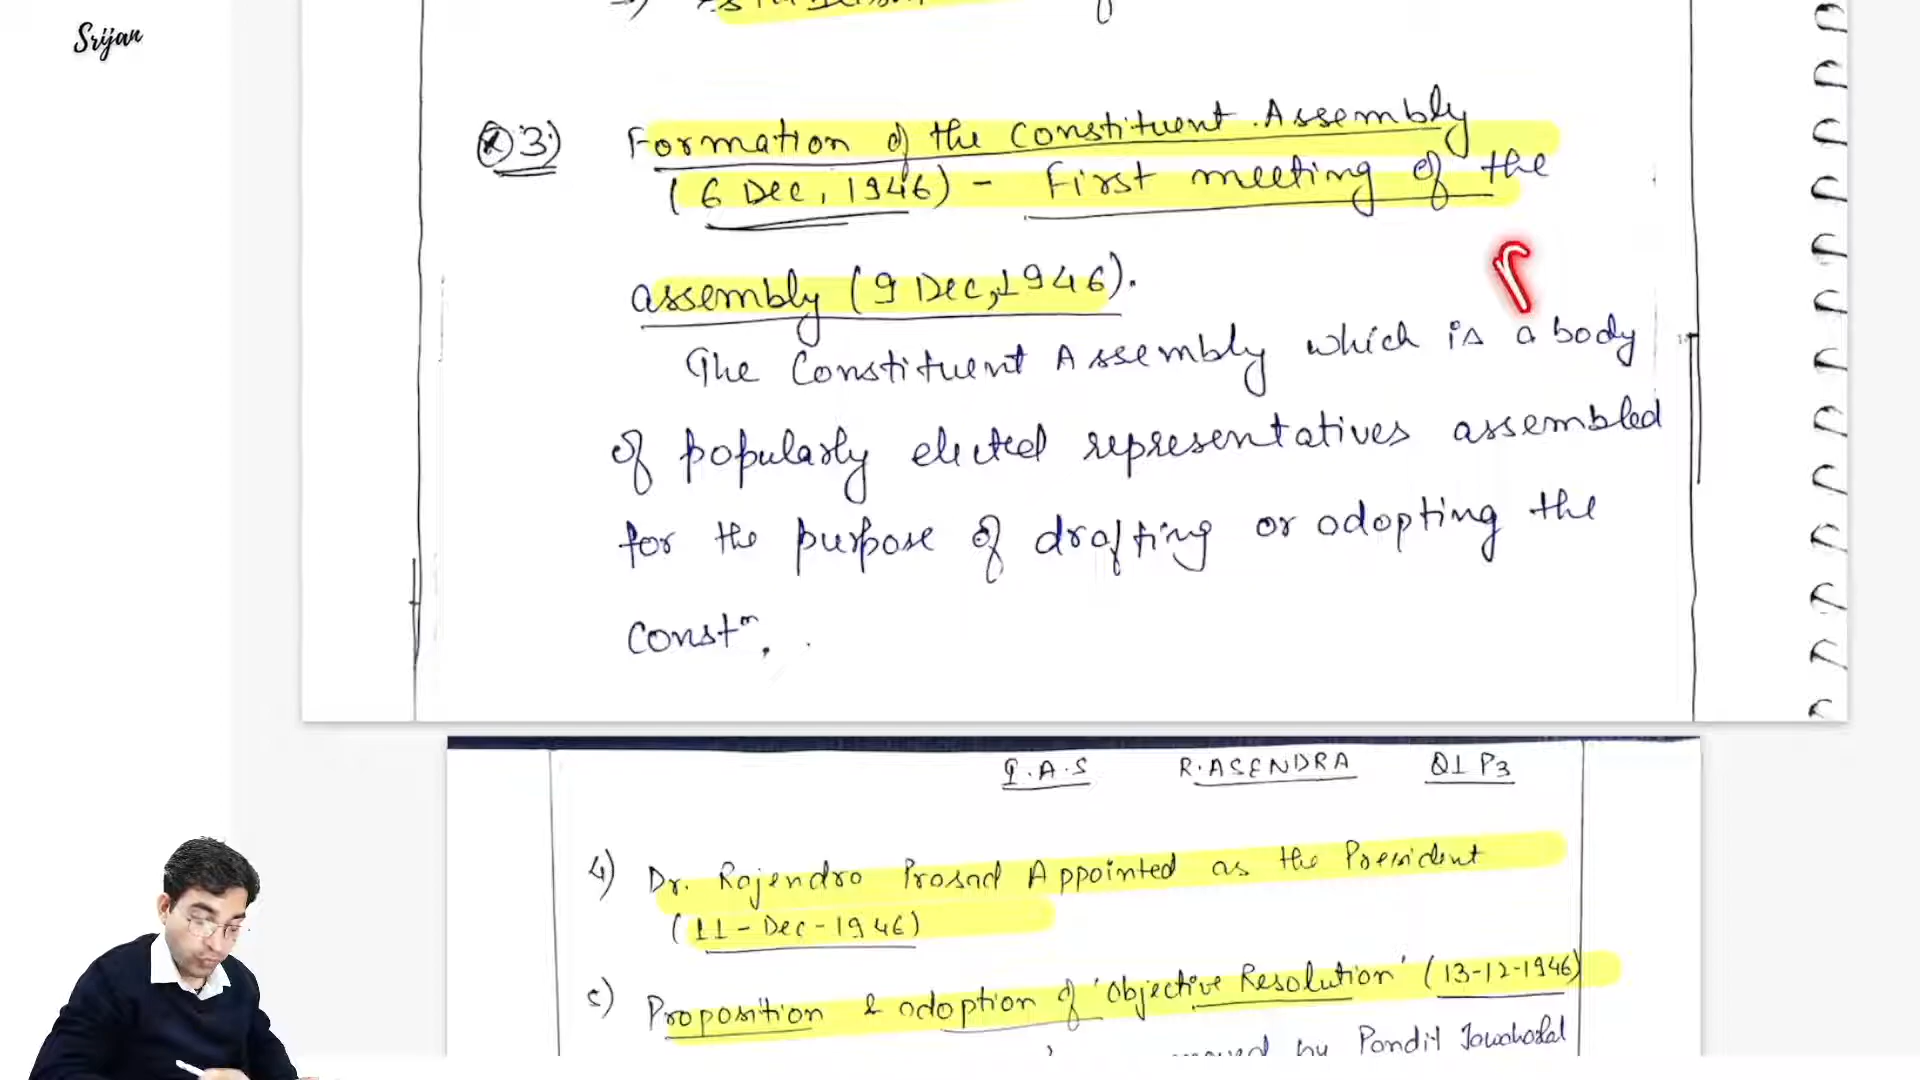 Srijan
3) Formation of the Constituent Assembly
(6 Dec, 1946) - First meeting of the
assembly (9 Dec, 1946).
The Constituent Assembly which is a body
of popularly elected representatives assembled
for the purpose of drafting or adopting the
Constn.
I.A.S R.ASENDRA Q1 P3
4) Dr. Rajendra Prasad Appointed as the President
(11-Dec-1946)
5) Proposition & adoption of 'Objective Resolution' (13-12-1946)
by Pandit Jawaharlal